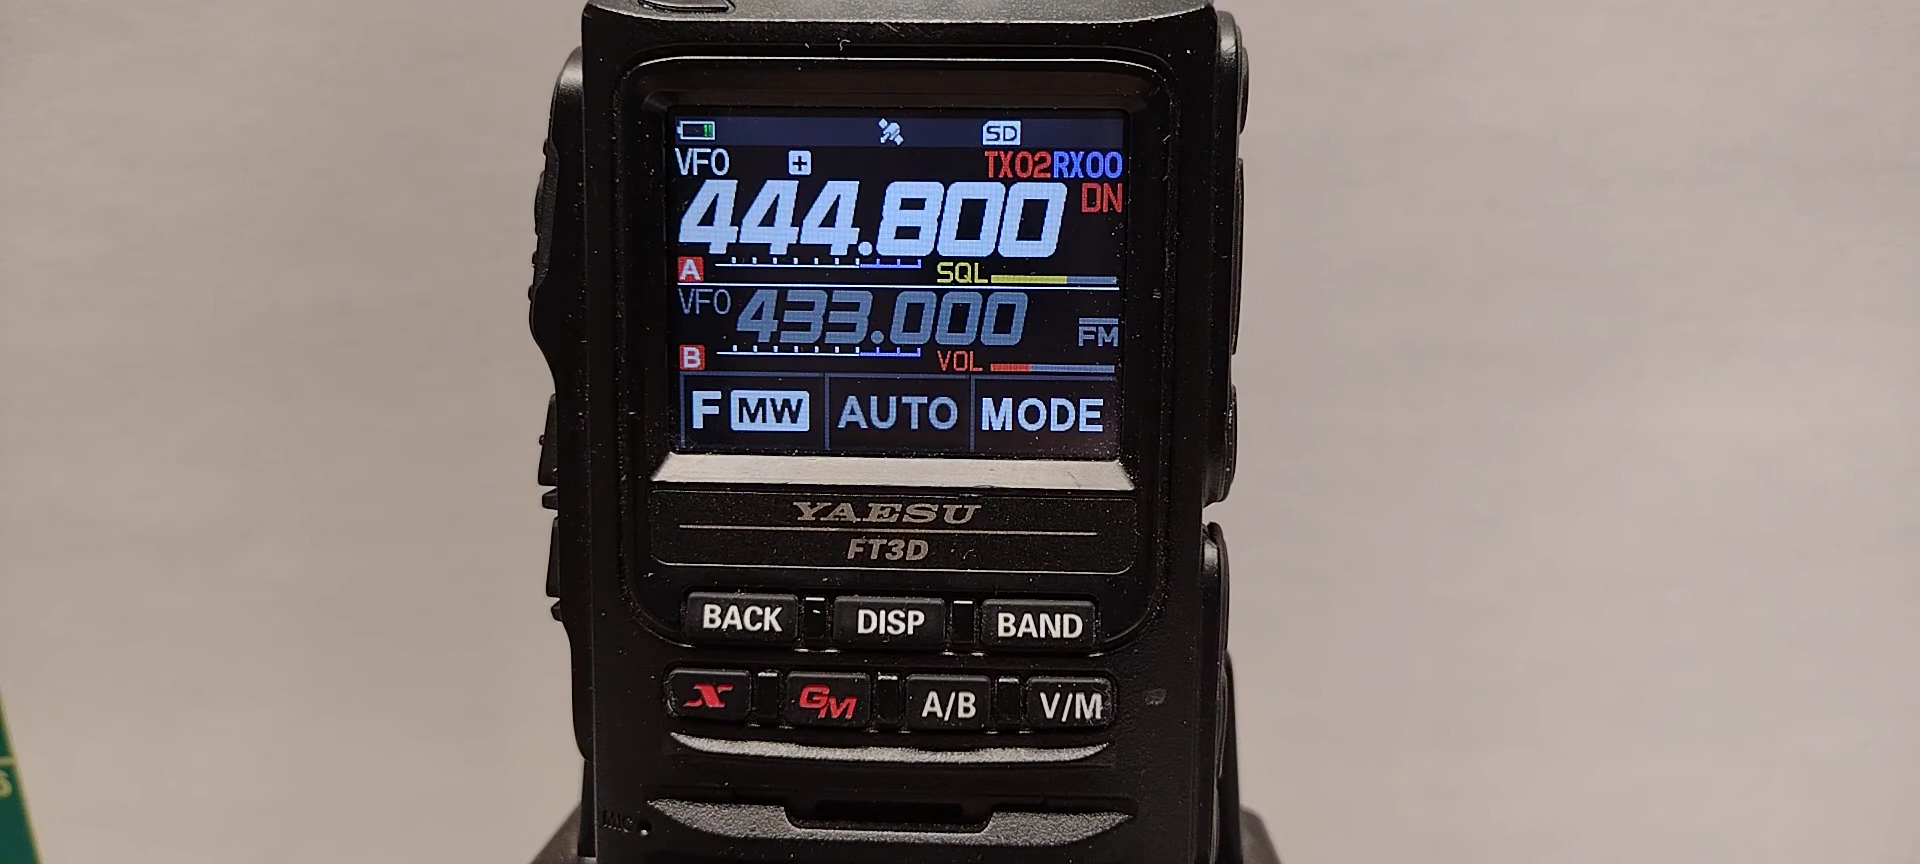 SD
VFO + TX02RX00
444.800 DN
A SQL
VFO 433.000 FM
B VOL
F MW AUTO MODE
YAESU
FT3D
BACK DISP BAND
X GM A/B V/M
MIC
S